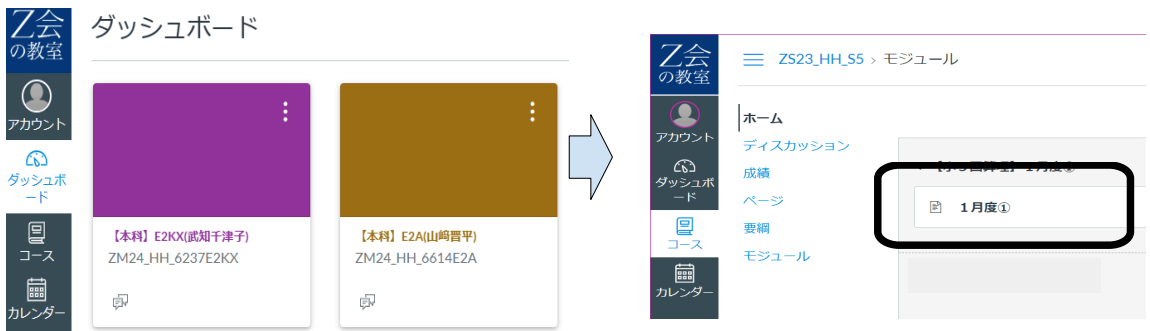 Z会
の教室
アカウント
ダッシュボ
ード
コース
カレンダー
ダッシュボード
【本科】E2KX(武知千津子)
ZM24_HH_6237E2KX
【本科】E2A(山﨑晋平)
ZM24_HH_6614E2A
Z会
の教室
アカウント
ダッシュボ
ード
コース
カレンダー
ZS23_HH_S5 › モジュール
ホーム
ディスカッション
成績
ページ
要綱
モジュール
1月度①
1月度①